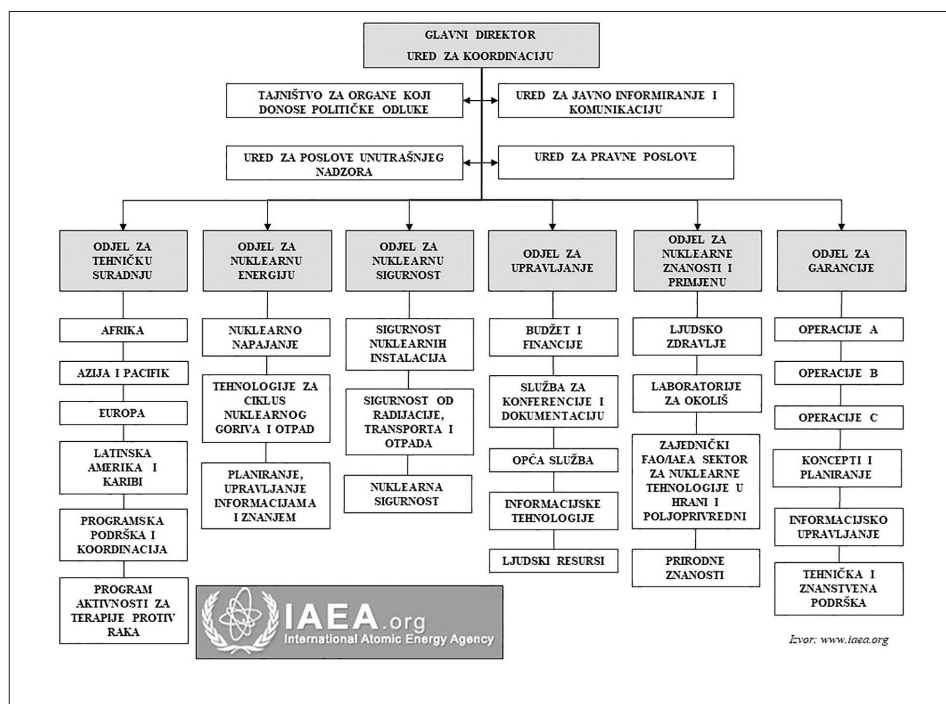 GLAVNI DIREKTOR
URED ZA KOORDINACIJU
TAJNIŠTVO ZA ORGANE KOJI
DONOSE POLITIČKE ODLUKE
URED ZA JAVNO INFORMIRANJE I
KOMUNIKACIJU
URED ZA POSLOVE UNUTRAŠNJEG
NADZORA
URED ZA PRAVNE POSLOVE
ODJEL ZA
TEHNIČKU
SURADNJU
AFRIKA
AZIJA I PACIFIK
EUROPA
LATINSKA
AMERIKA I
KARIBI
PROGRAMSKA
PODRŠKA I
KOORDINACIJA
PROGRAM
AKTIVNOSTI ZA
TERAPIJE PROTIV
RAKA
ODJEL ZA
NUKLEARNU
ENERGIJU
NUKLEARNO
NAPAJANJE
TEHNOLOGIJE ZA
CIKLUS
NUKLEARNOG
GORIVA I OTPAD
PLANIRANJE,
UPRAVLJANJE
INFORMACIJAMA
I ZNANJEM
ODJEL ZA
NUKLEARNU
SIGURNOST
SIGURNOST
NUKLEARNIH
INSTALACIJA
SIGURNOST OD
RADIJACIJE,
TRANSPORTA I
OTPADA
NUKLEARNA
SIGURNOST
ODJEL ZA
UPRAVLJANJE
BUDŽET I
FINANCIJE
SLUŽBA ZA
KONFERENCIJE I
DOKUMENTACIJU
OPĆA SLUŽBA
INFORMACIJSKE
TEHNOLOGIJE
LJUDSKI RESURSI
ODJEL ZA
NUKLEARNE
ZNANOSTI I
PRIMJENU
LJUDSKO
ZDRAVLJE
LABORATORIJE
ZA OKOLIŠ
ZAJEDNIČKI
FAO/IAEA SEKTOR
ZA NUKLEARNE
TEHNOLOGIJE U
HRANI I
POLJOPRIVREDNI
PRIRODNE
ZNANOSTI
ODJEL ZA
GARANCIJE
OPERACIJE A
OPERACIJE B
OPERACIJE C
KONCEPTI I
PLANIRANJE
INFORMACIJSKO
UPRAVLJANJE
TEHNIČKA I
ZNANSTVENA
PODRŠKA
IAEA.org
International Atomic Energy Agency
Izvor: www.iaea.org